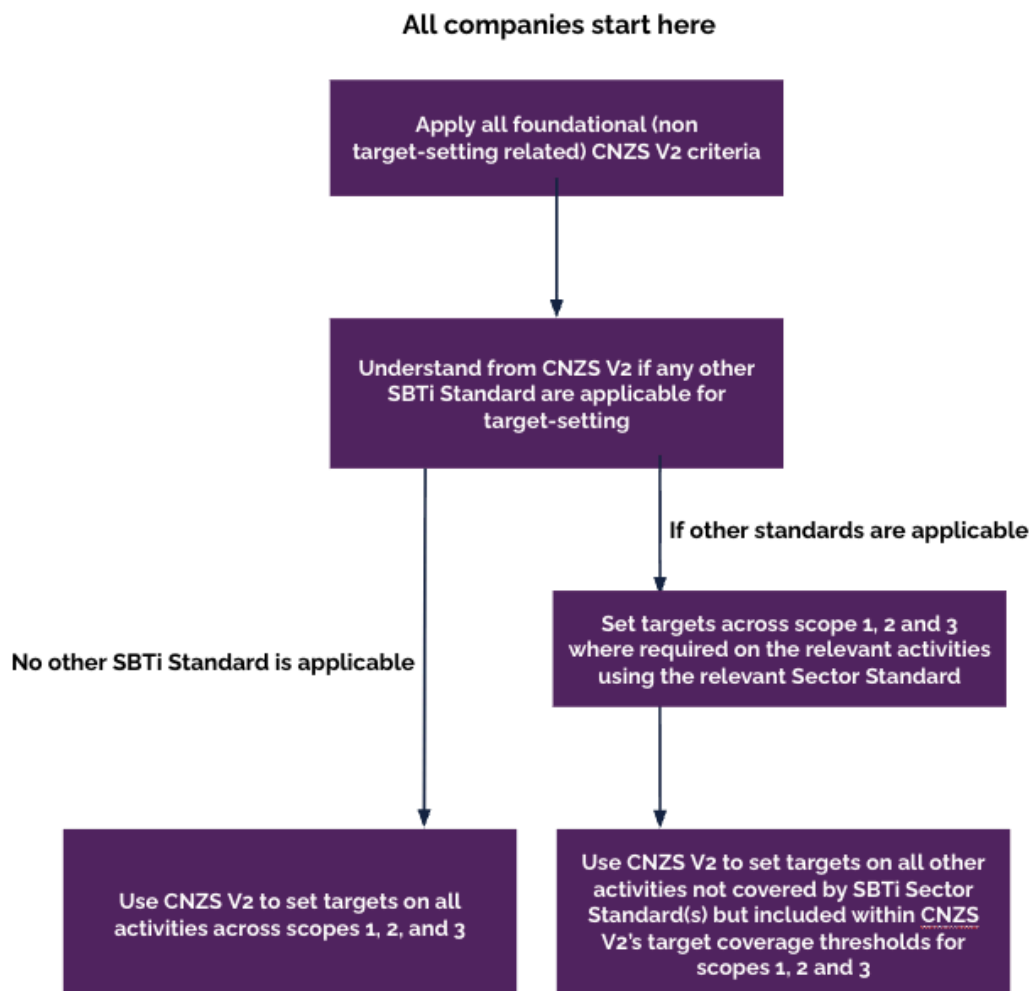 All companies start here
Apply all foundational (non
target-setting related) CNZS V2 criteria
Understand from CNZS V2 if any other
SBTi Standard are applicable for
target-setting
If other standards are applicable
Set targets across scope 1, 2 and 3
where required on the relevant activities
using the relevant Sector Standard
No other SBTi Standard is applicable
Use CNZS V2 to set targets on all
activities across scopes 1, 2, and 3
Use CNZS V2 to set targets on all other
activities not covered by SBTi Sector
Standard(s) but included within CNZS
V2's target coverage thresholds for
scopes 1, 2 and 3